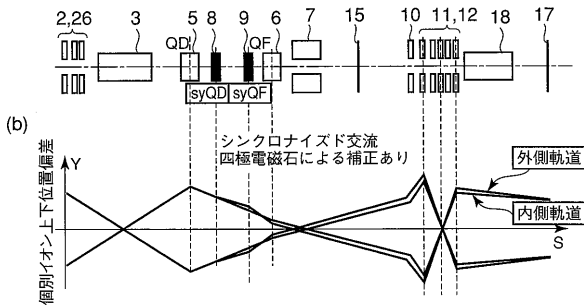 2,26 3 5 8 9 6 7 15 10 11,12 18 17
QD QF
syQD syQF
(b)
シンクロナイズド交流
四極電磁石による補正あり
個別イオン上下位置偏差
Y
外側軌道
内側軌道
S